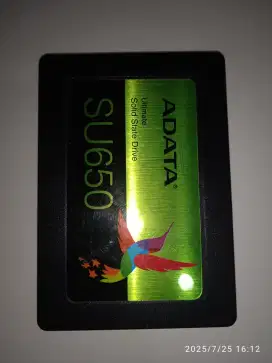 ADATA
Ultimate
Solid State Drive
SU650
2025/7/25 16:12